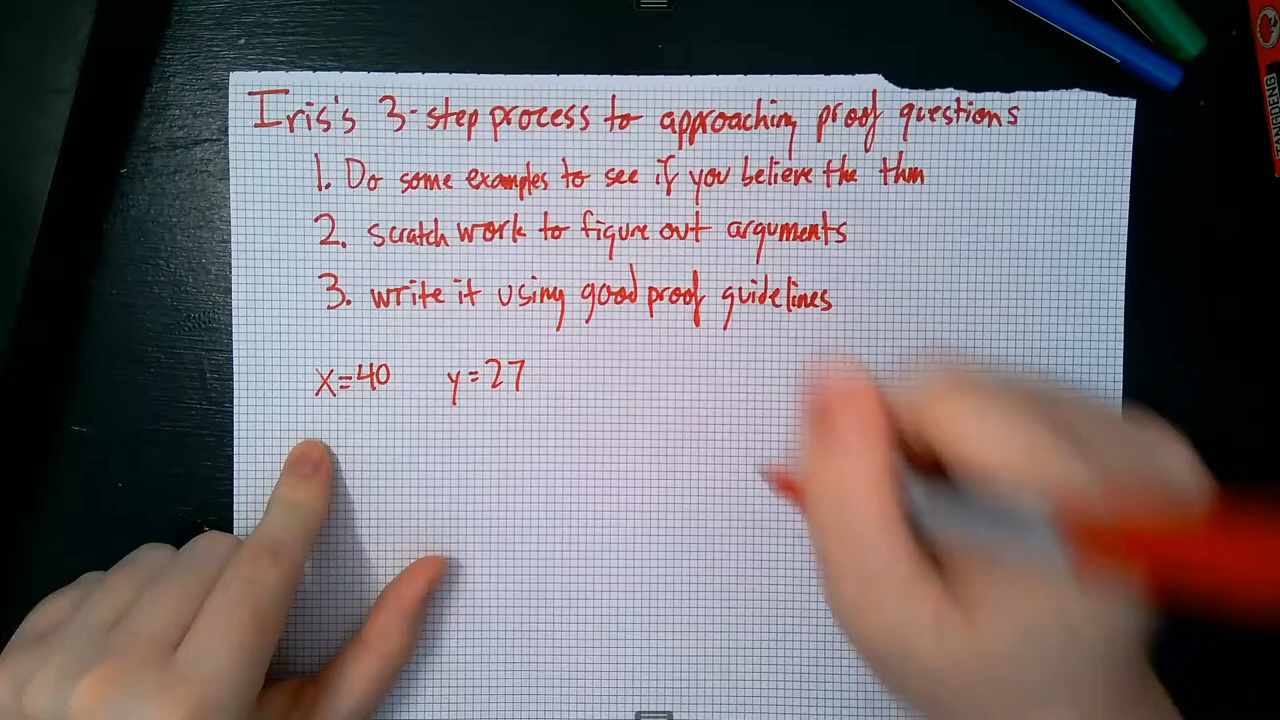 Iris's 3-step process to approaching proof questions
1. Do some examples to see if you believe the thm
2. scratch work to figure out arguments
3. write it using good proof guidelines
x=40 y=27